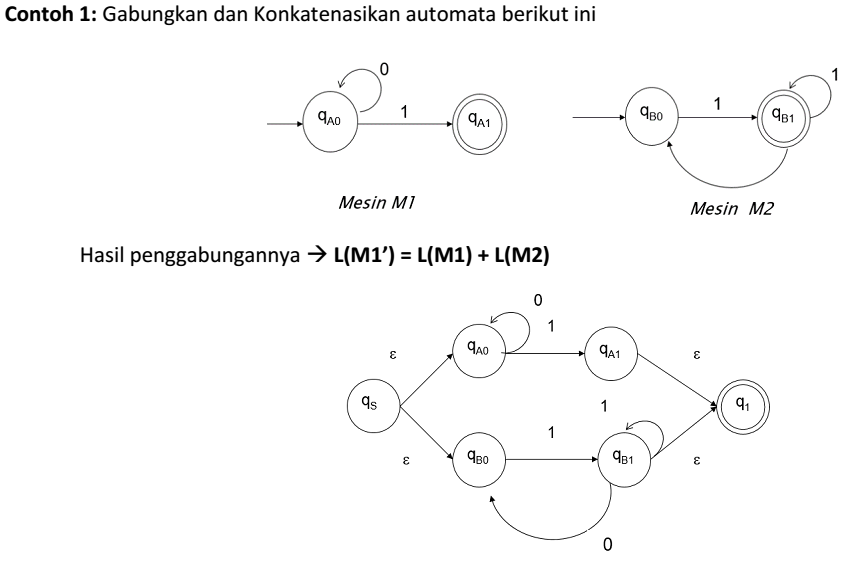 Contoh 1: Gabungkan dan Konkatenasikan automata berikut ini
0 1
qA0 1 qA1 qB0 1 qB1
Mesin M1 Mesin M2
Hasil penggabungannya → L(M1’) = L(M1) + L(M2)
0
ε qA0 1 qA1 ε
qS 1 q1
ε qB0 1 qB1 ε
0